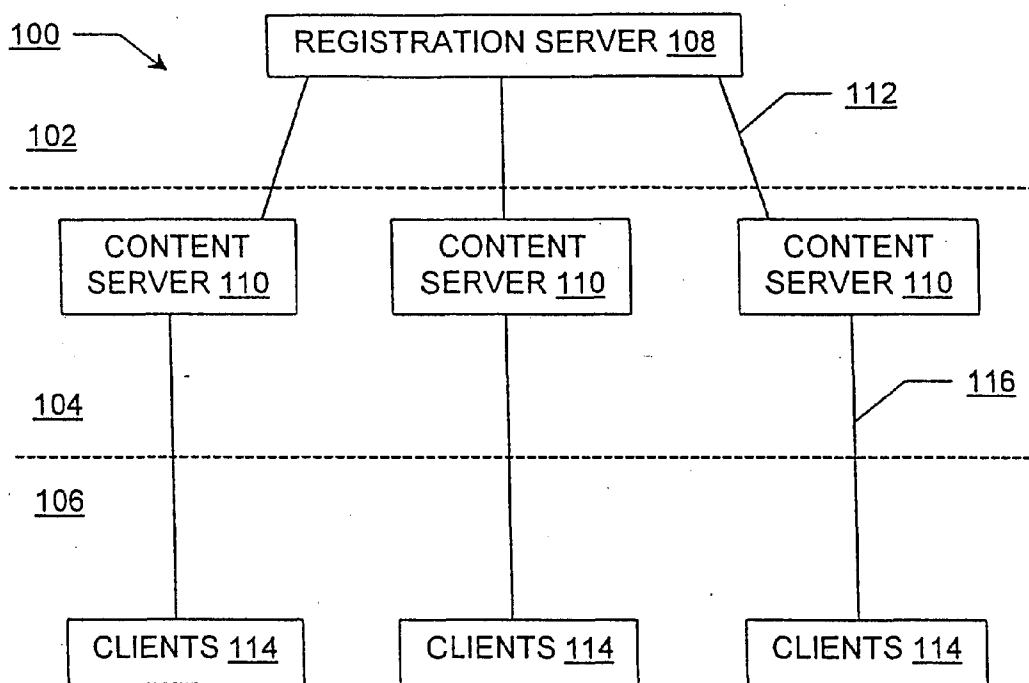 100
REGISTRATION SERVER 108
112
102
CONTENT
SERVER 110
CONTENT
SERVER 110
CONTENT
SERVER 110
116
104
106
CLIENTS 114
CLIENTS 114
CLIENTS 114